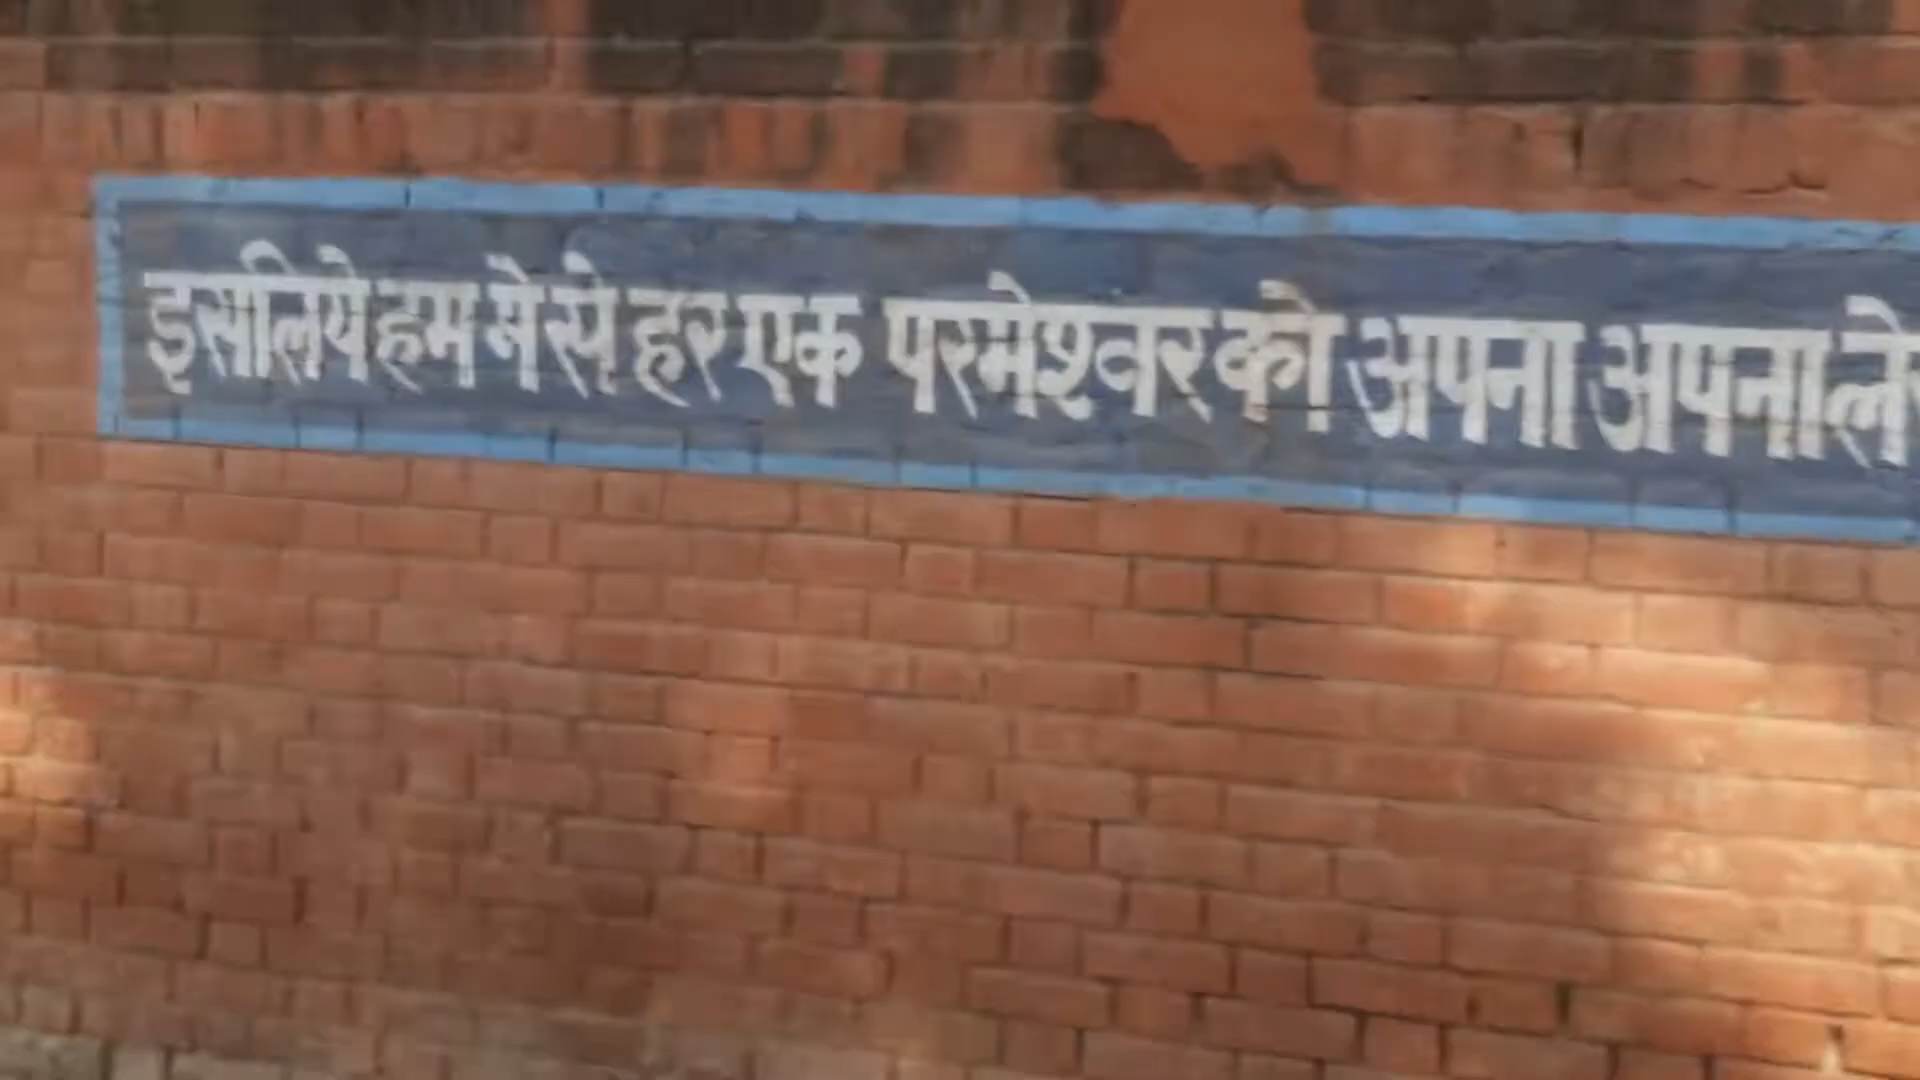 इसलिये हम मे से हर एक परमेश्वर को अपना अपना